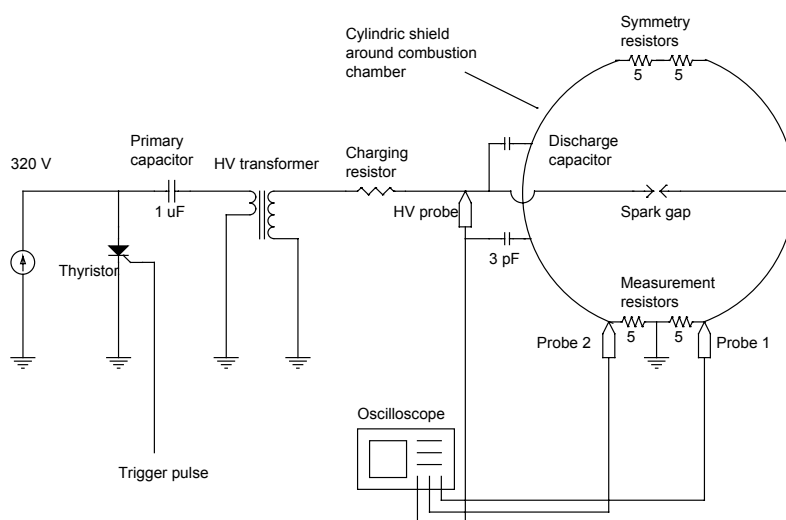 Cylindric shield
around combustion
chamber
Symmetry
resistors
5 5
Primary
capacitor
HV transformer
Charging
resistor
Discharge
capacitor
320 V
1 uF
HV probe
Spark gap
Thyristor
3 pF
Measurement
resistors
Probe 2
5 5
Probe 1
Oscilloscope
Trigger pulse